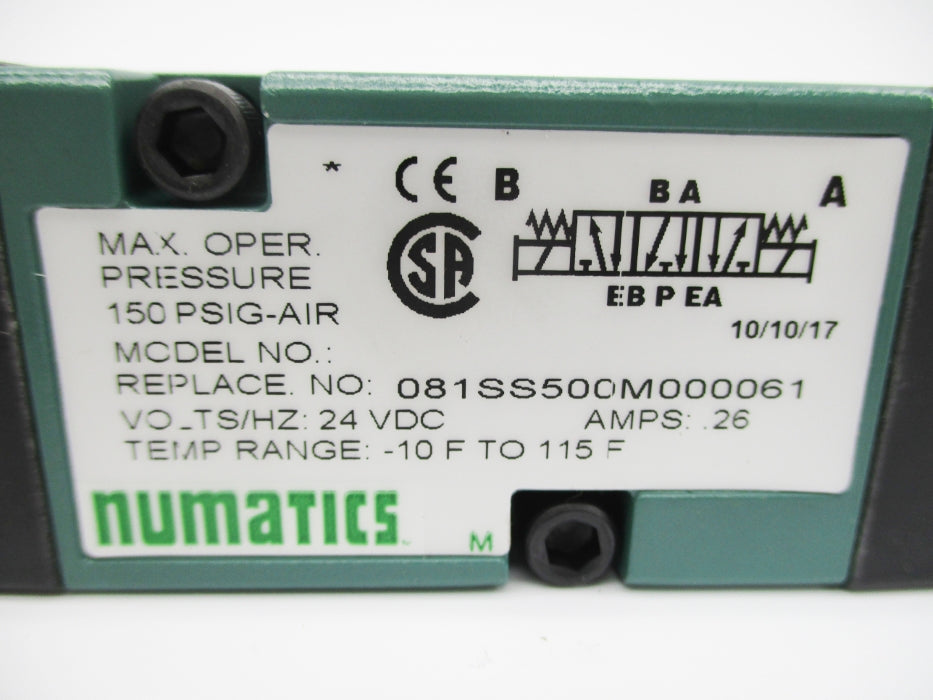 * CE B B A A
MAX. OPER.
PRESSURE
150 PSIG-AIR
SA
EB P EA
10/10/17
MODEL NO.:
REPLACE. NO: 081SS500M000061
VOLTS/HZ: 24 VDC AMPS: .26
TEMP RANGE: -10 F TO 115 F
numatics
M